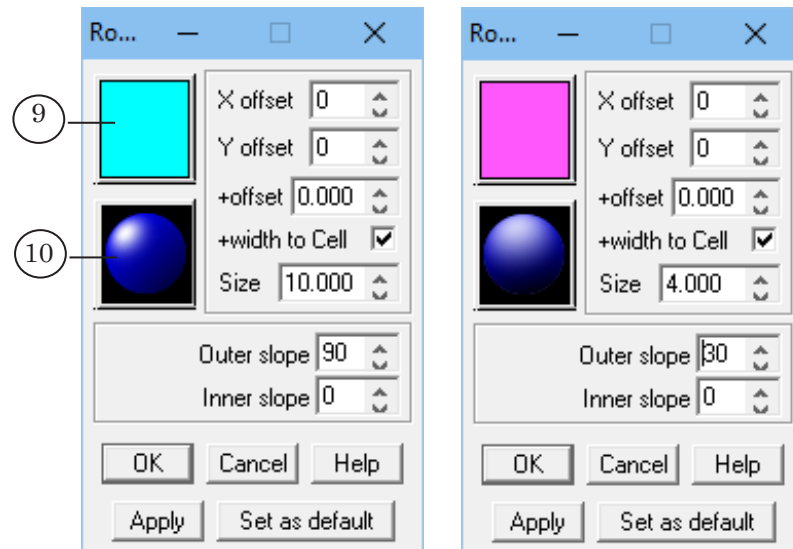 Ro...
X offset 0
9
Y offset 0
+offset 0.000
+width to Cell
10
Size 10.000
Outer slope 90
Inner slope 0
OK Cancel Help
Apply Set as default
Ro...
X offset 0
Y offset 0
+offset 0.000
+width to Cell
Size 4.000
Outer slope 30
Inner slope 0
OK Cancel Help
Apply Set as default